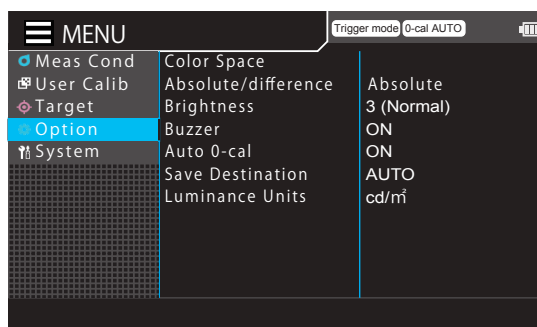 MENU
Trigger mode 0-cal AUTO
Meas Cond
User Calib
Target
Option
System
Color Space
Absolute/difference Absolute
Brightness 3 (Normal)
Buzzer ON
Auto 0-cal ON
Save Destination AUTO
Luminance Units cd/㎡